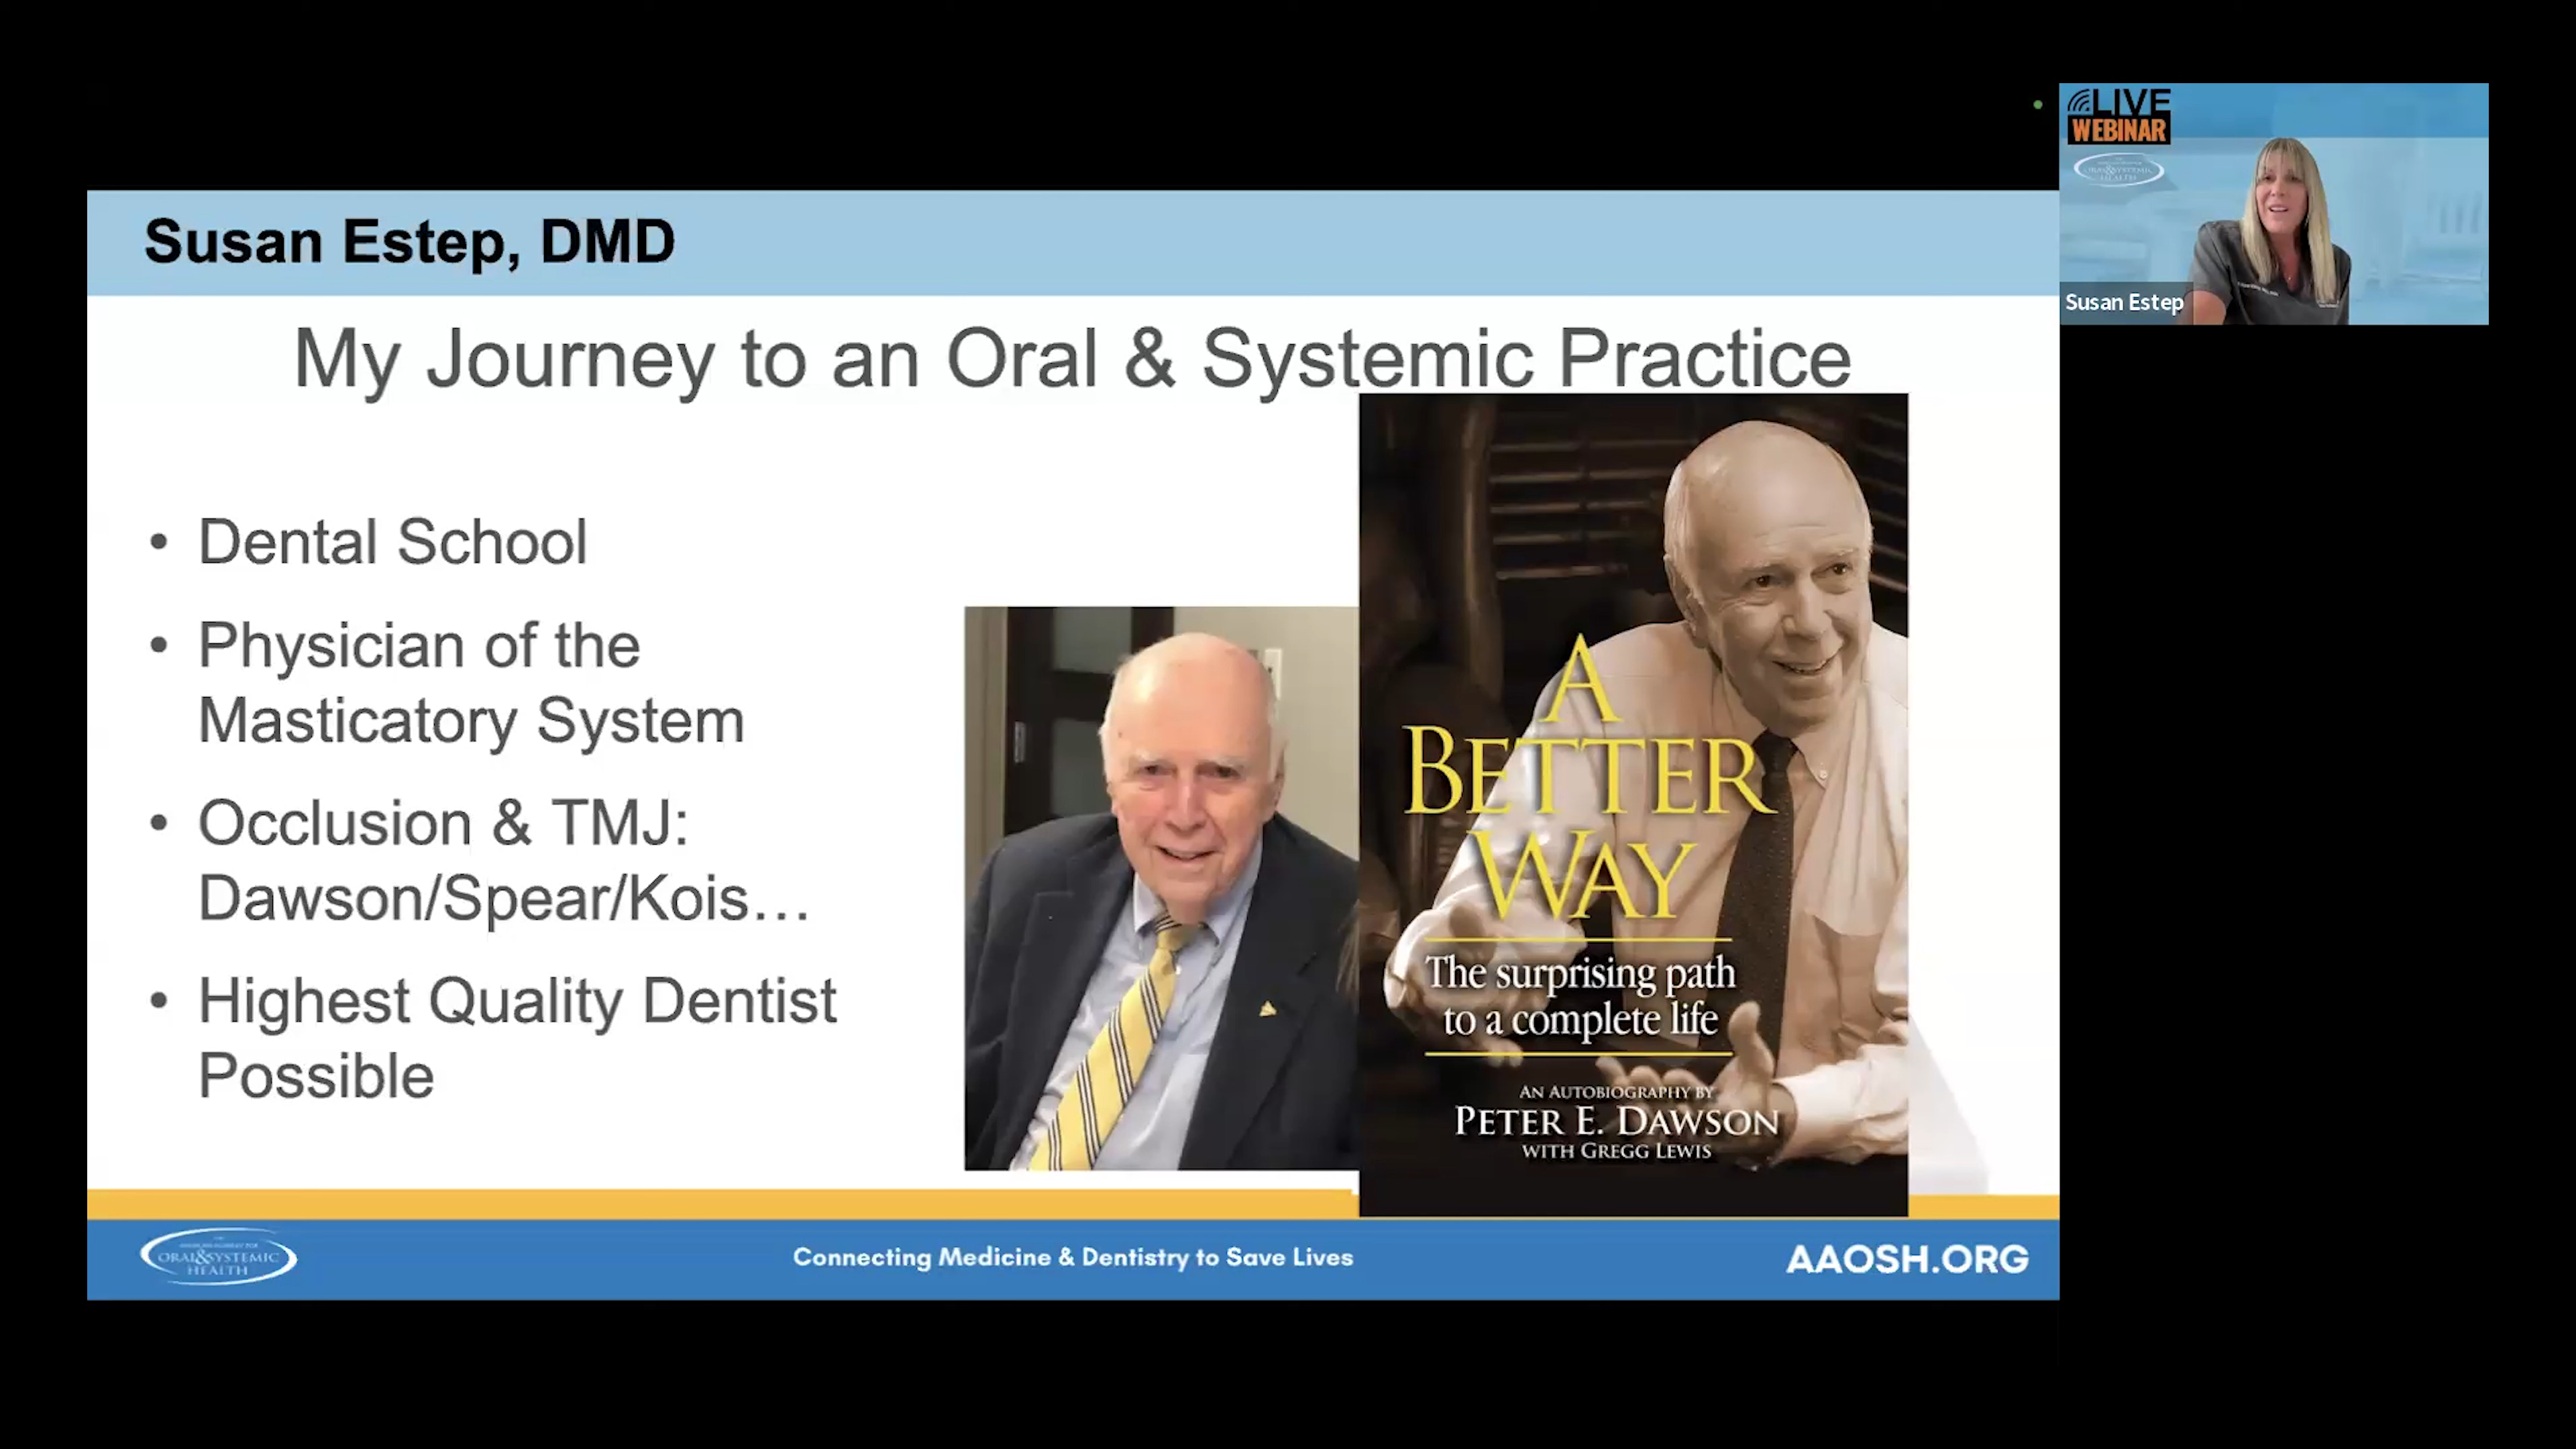 LIVE
WEBINAR
ORAL&SYSTEMIC
HEALTH
Susan Estep
Susan Estep, DMD
My Journey to an Oral & Systemic Practice
• Dental School
• Physician of the
Masticatory System
• Occlusion & TMJ:
Dawson/Spear/Kois…
• Highest Quality Dentist
Possible
A
BETTER
WAY
The surprising path
to a complete life
AN AUTOBIOGRAPHY BY
PETER E. DAWSON
WITH GREGG LEWIS
ORAL&SYSTEMIC
HEALTH
Connecting Medicine & Dentistry to Save Lives
AAOSH.ORG